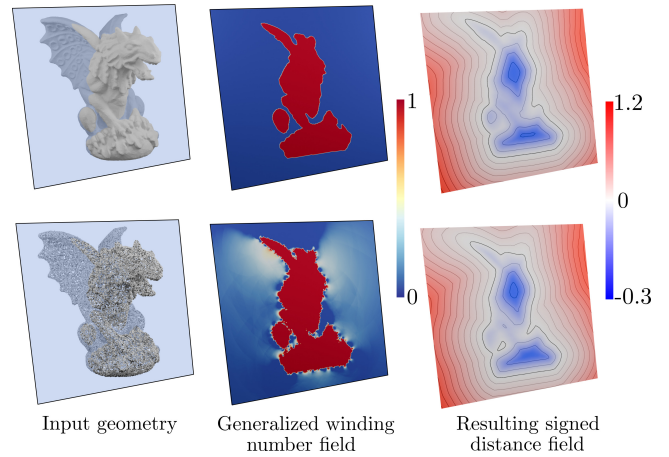 1
0
1.2
0
-0.3
Input geometry
Generalized winding
number field
Resulting signed
distance field